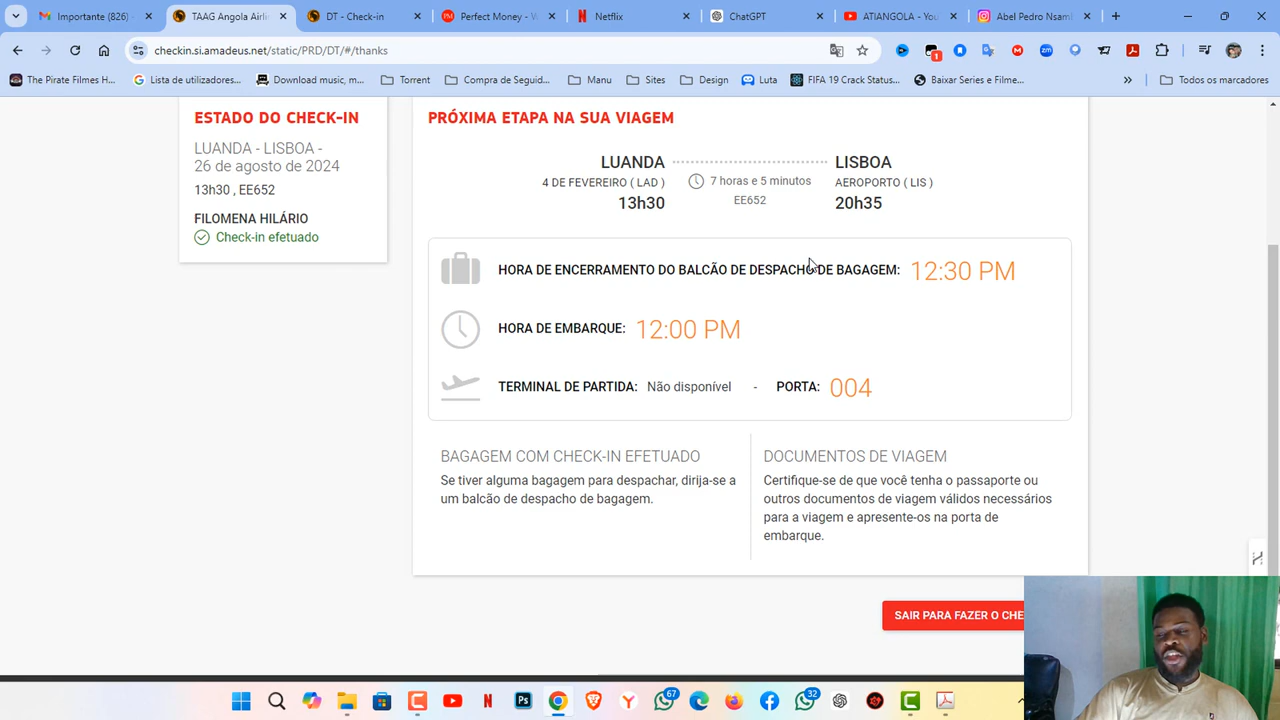 Importante (826)
TAAG Angola Airli
DT - Check-in
Perfect Money - W
Netflix
ChatGPT
ATIANGOLA - You
Abel Pedro Nsamb
checkin.si.amadeus.net/static/PRD/DT/#/thanks
1
The Pirate Filmes H...
Lista de utilizadores...
Download music, m...
Torrent
Compra de Seguid...
Manu
Sites
Design
Luta
FIFA 19 Crack Status...
Baixar Series e Filme...
»
Todos os marcadores
ESTADO DO CHECK-IN
LUANDA - LISBOA -
26 de agosto de 2024
13h30 , EE652
FILOMENA HILÁRIO
Check-in efetuado
PRÓXIMA ETAPA NA SUA VIAGEM
LUANDA
LISBOA
4 DE FEVEREIRO ( LAD )
7 horas e 5 minutos
AEROPORTO ( LIS )
13h30
EE652
20h35
HORA DE ENCERRAMENTO DO BALCÃO DE DESPACHO DE BAGAGEM: 12:30 PM
HORA DE EMBARQUE: 12:00 PM
TERMINAL DE PARTIDA: Não disponível - PORTA: 004
BAGAGEM COM CHECK-IN EFETUADO
Se tiver alguma bagagem para despachar, dirija-se a
um balcão de despacho de bagagem.
DOCUMENTOS DE VIAGEM
Certifique-se de que você tenha o passaporte ou
outros documentos de viagem válidos necessários
para a viagem e apresente-os na porta de
embarque.
SAIR PARA FAZER O CHE
67
32